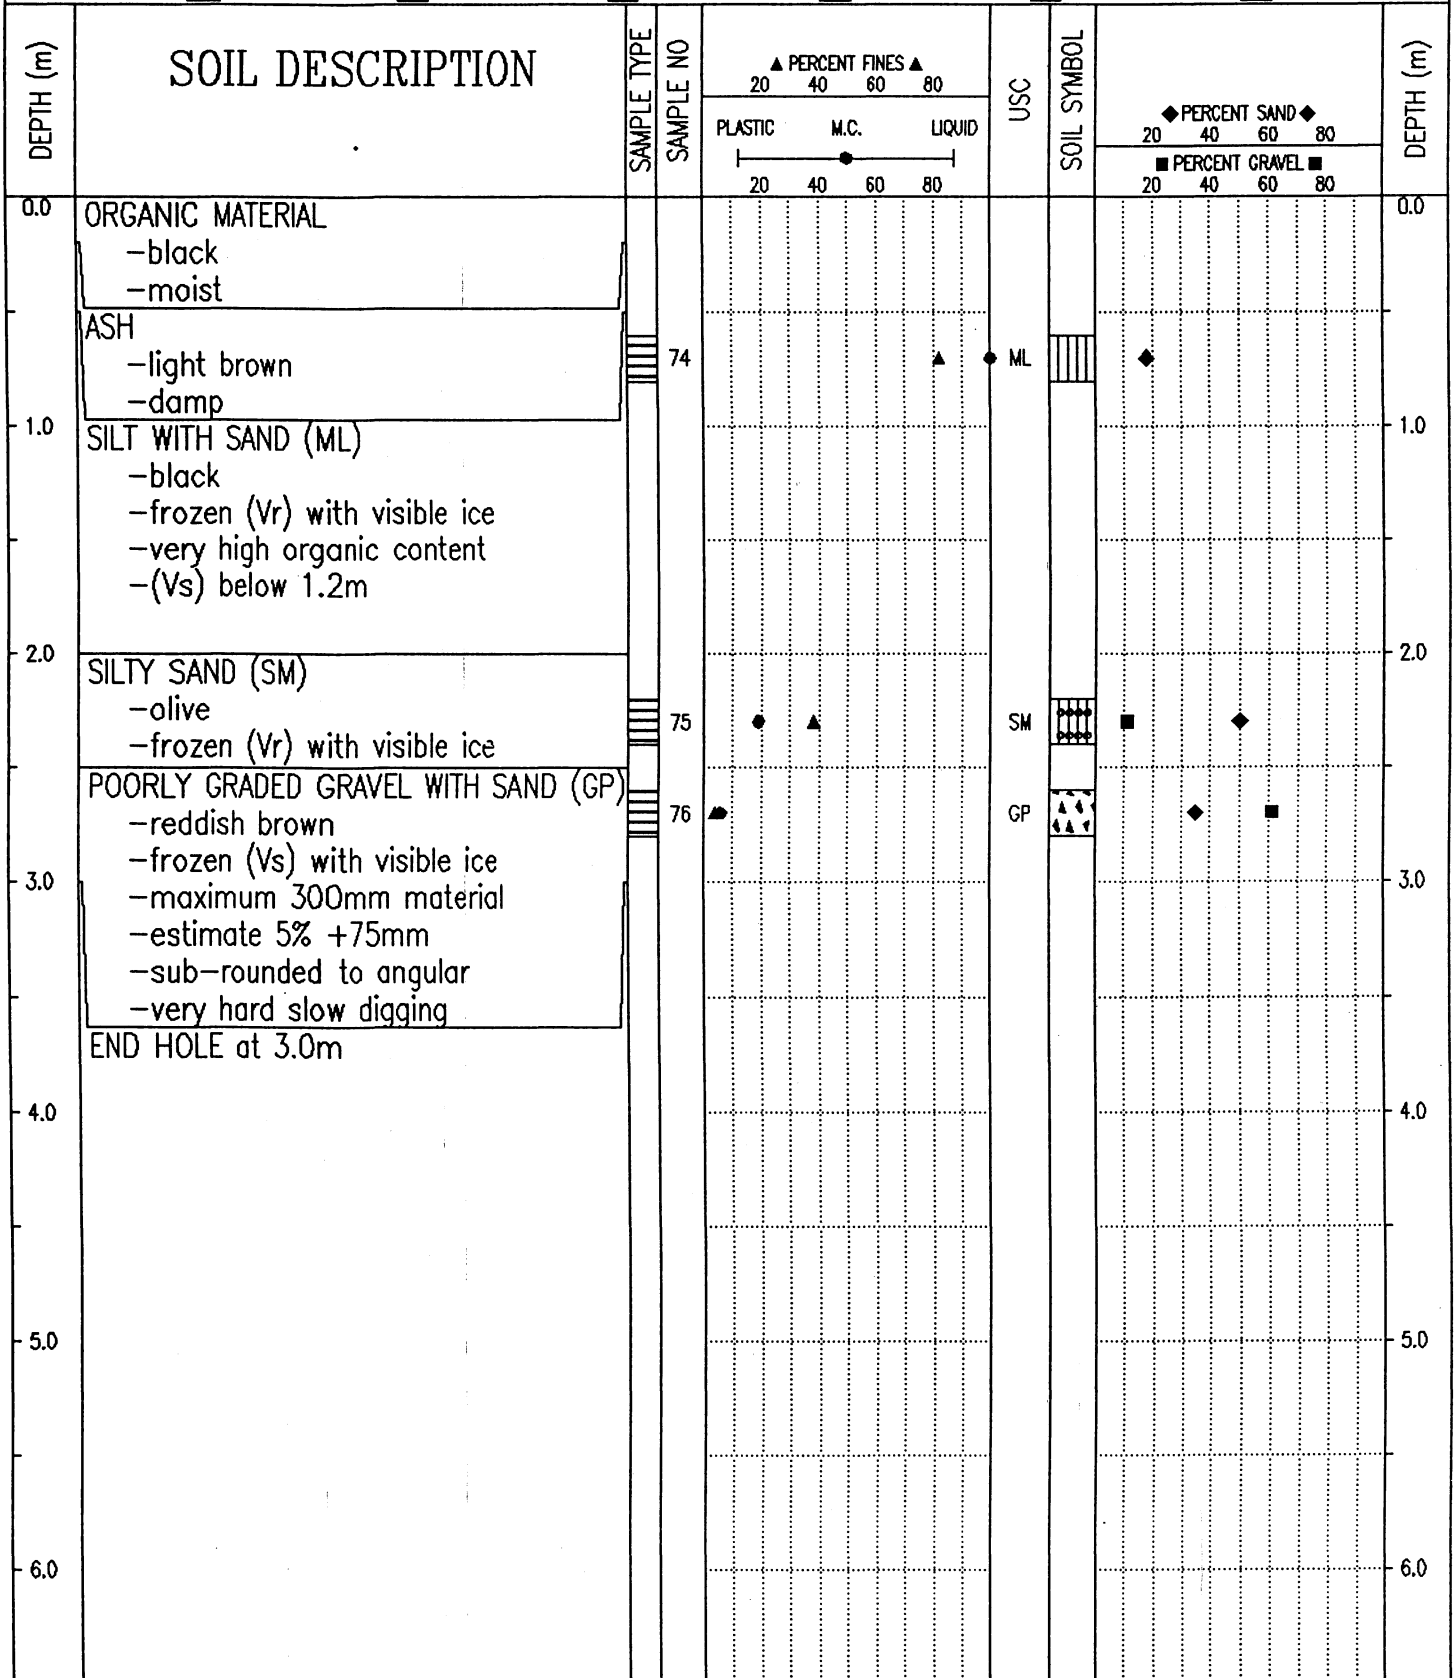 DEPTH (m)
SOIL DESCRIPTION
SAMPLE TYPE
SAMPLE NO
▲ PERCENT FINES ▲
20 40 60 80
PLASTIC M.C. LIQUID
20 40 60 80
USC
SOIL SYMBOL
◆ PERCENT SAND ◆
20 40 60 80
■ PERCENT GRAVEL ■
20 40 60 80
DEPTH (m)
0.0 ORGANIC MATERIAL 0.0
-black
-moist
ASH
-light brown 74 ML
-damp
1.0 SILT WITH SAND (ML) 1.0
-black
-frozen (Vr) with visible ice
-very high organic content
-(Vs) below 1.2m
2.0 2.0
SILTY SAND (SM)
-olive 75 SM
-frozen (Vr) with visible ice
POORLY GRADED GRAVEL WITH SAND (GP)
-reddish brown 76 GP
-frozen (Vs) with visible ice
3.0 -maximum 300mm material 3.0
-estimate 5% +75mm
-sub-rounded to angular
-very hard slow digging
END HOLE at 3.0m
4.0 4.0
5.0 5.0
6.0 6.0